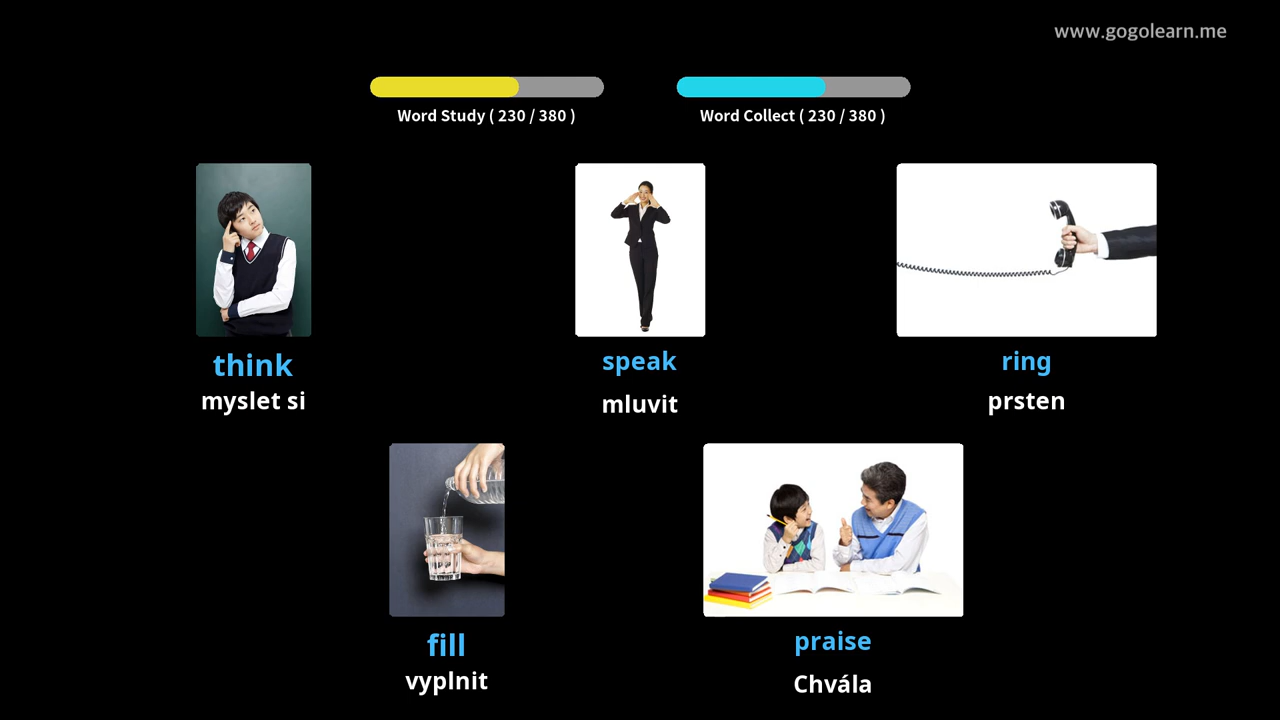 www.gogolearn.me
Word Study ( 230 / 380 )
Word Collect ( 230 / 380 )
think
myslet si
speak
mluvit
ring
prsten
fill
vyplnit
praise
Chvála